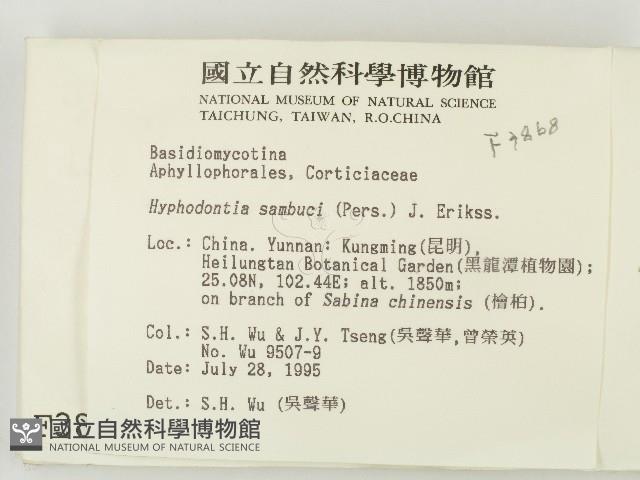 國立自然科學博物館
NATIONAL MUSEUM OF NATURAL SCIENCE
TAICHUNG, TAIWAN, R.O.CHINA
F3868
Basidiomycotina
Aphyllophorales, Corticiaceae
Hyphodontia sambuci (Pers.) J. Erikss.
Loc.: China. Yunnan: Kungming(昆明),
Heilungtan Botanical Garden(黑龍潭植物園);
25.08N, 102.44E; alt. 1850m;
on branch of Sabina chinensis (檜柏).
Col.: S.H. Wu & J.Y. Tseng(吳聲華,曾榮英)
No. Wu 9507-9
Date: July 28, 1995
Det.: S.H. Wu (吳聲華)
國立自然科學博物館
NATIONAL MUSEUM OF NATURAL SCIENCE